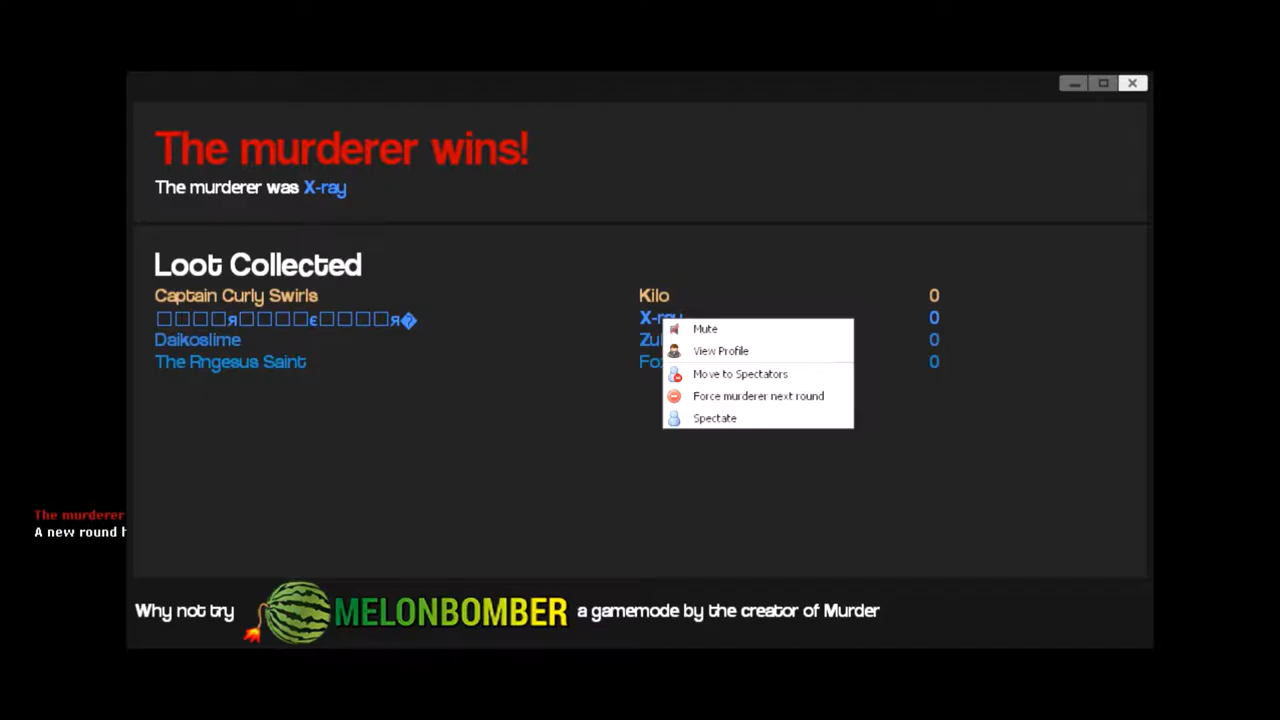 The murderer wins!
The murderer was X-ray
Loot Collected
Captain Curly Swirls Kilo 0
□□□□я□□□□є□□□□я� X-ray 0
Daikoslime 0
The Rngesus Saint 0
Mute
View Profile
Move to Spectators
Force murderer next round
Spectate
The murderer
A new round
Why not try MELONBOMBER a gamemode by the creator of Murder